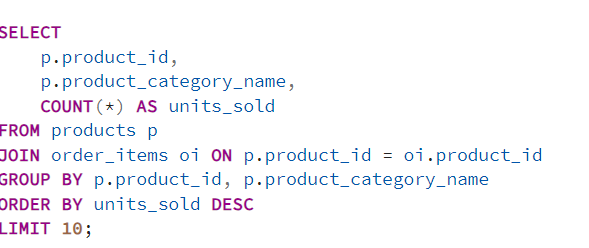 SELECT
    p.product_id,
    p.product_category_name,
    COUNT(*) AS units_sold
FROM products p
JOIN order_items oi ON p.product_id = oi.product_id
GROUP BY p.product_id, p.product_category_name
ORDER BY units_sold DESC
LIMIT 10;